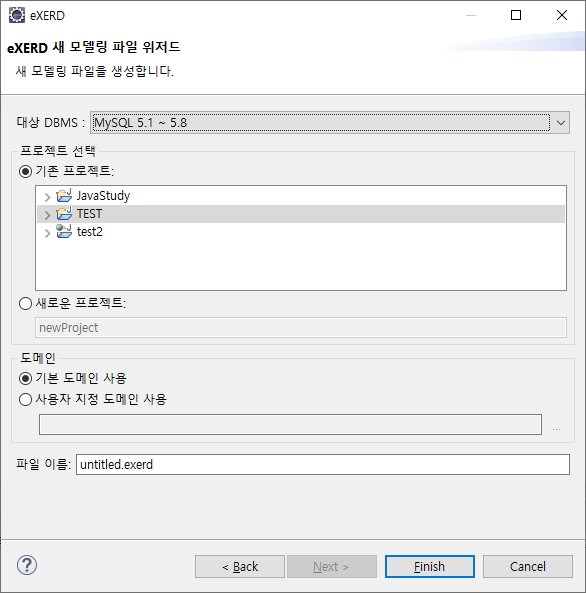 eXERD
eXERD 새 모델링 파일 위저드
새 모델링 파일을 생성합니다.
대상 DBMS : MySQL 5.1 ~ 5.8
프로젝트 선택
기존 프로젝트:
JavaStudy
TEST
test2
새로운 프로젝트:
newProject
도메인
기본 도메인 사용
사용자 지정 도메인 사용
...
파일 이름: untitled.exerd
? < Back Next > Finish Cancel